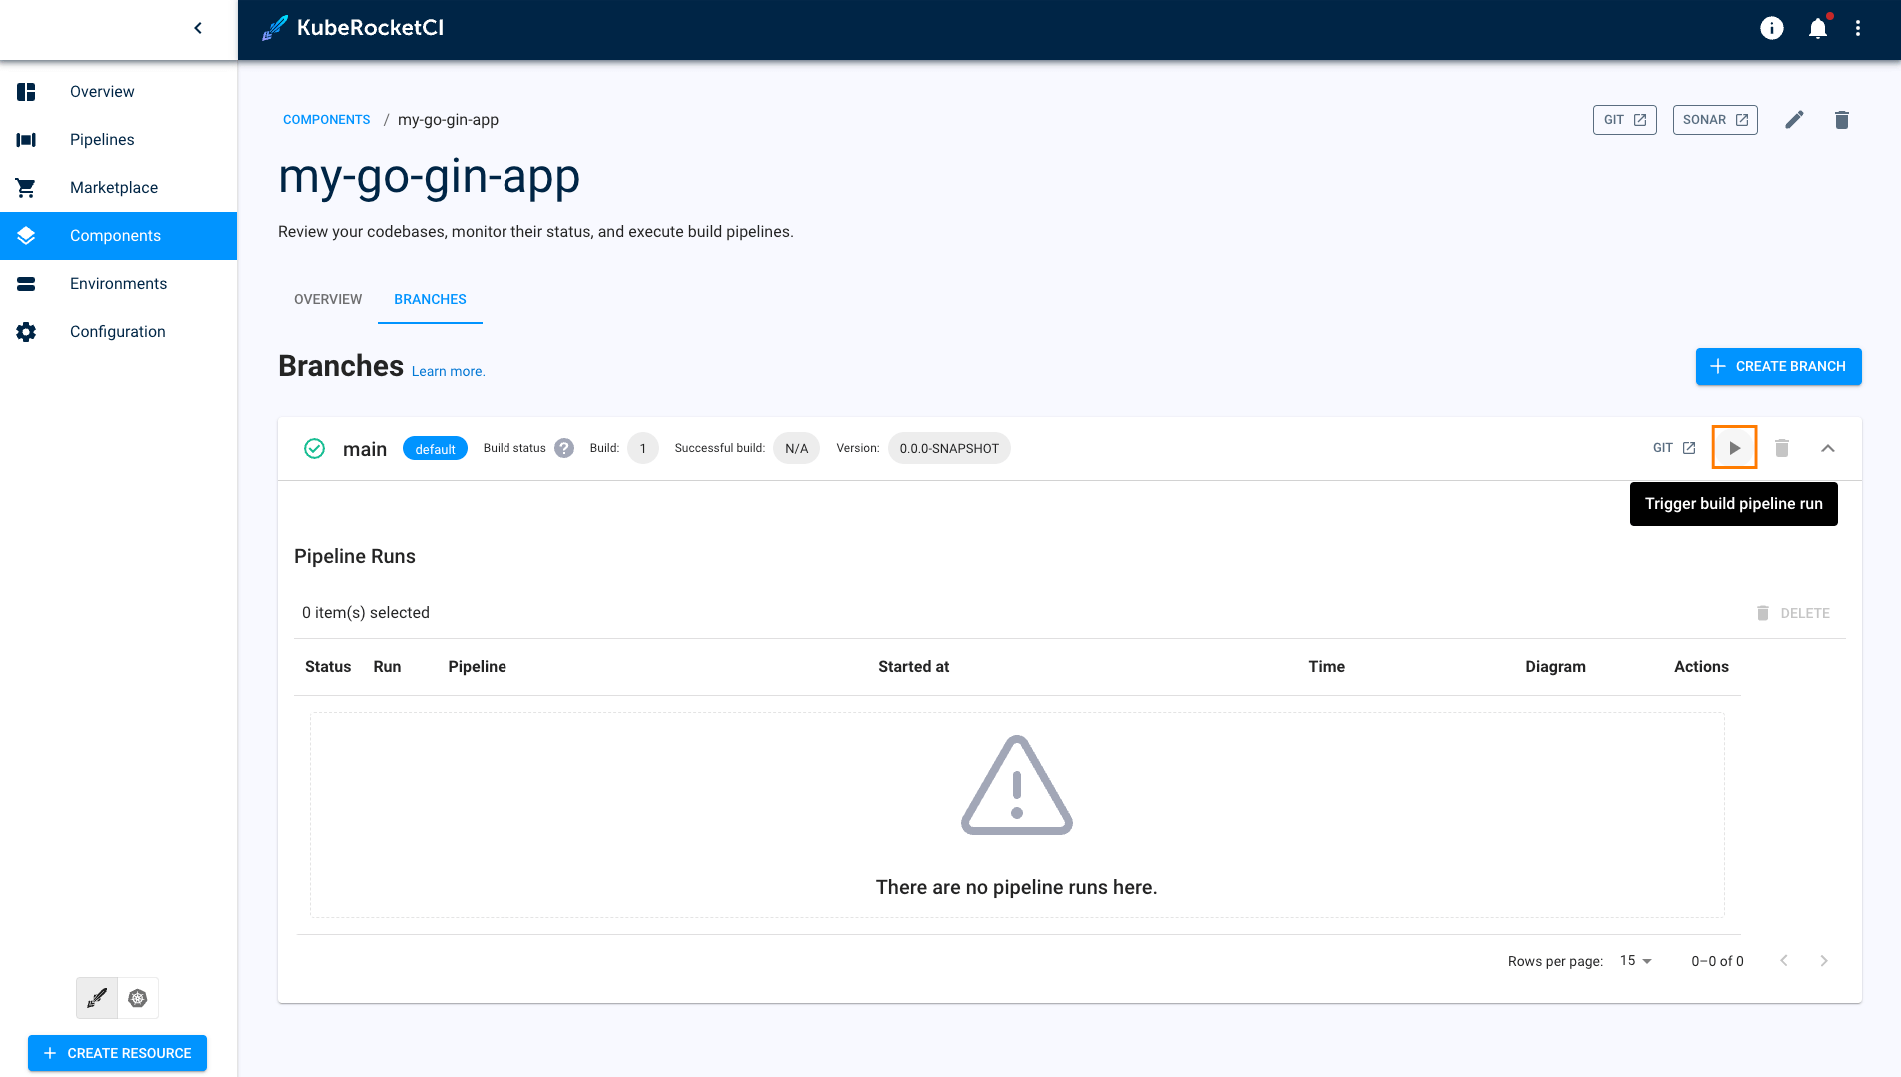 KubeRocketCI
Overview
Pipelines
Marketplace
Components
Environments
Configuration
CREATE RESOURCE
COMPONENTS / my-go-gin-app
GIT
SONAR
my-go-gin-app
Review your codebases, monitor their status, and execute build pipelines.
OVERVIEW
BRANCHES
Branches Learn more.
CREATE BRANCH
main default Build status ? Build: 1 Successful build: N/A Version: 0.0.0-SNAPSHOT GIT
Trigger build pipeline run
Pipeline Runs
0 item(s) selected
DELETE
Status Run Pipeline Started at Time Diagram Actions
There are no pipeline runs here.
Rows per page: 15 0–0 of 0